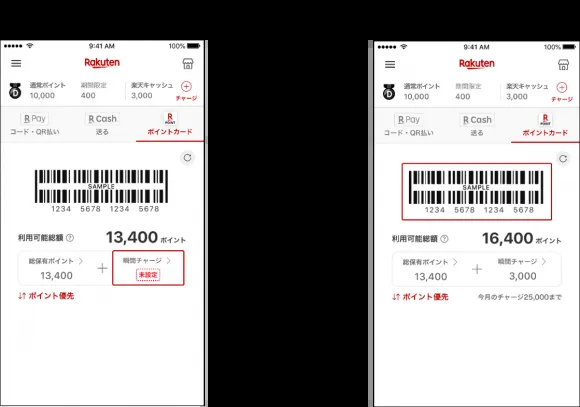 9:41 AM 100%
Rakuten
通常ポイント 期間限定 楽天キャッシュ
10,000 400 3,000 チャージ
R Pay R Cash R POINT
コード・QR払い 送る ポイントカード
SAMPLE
1234 5678 1234 5678
利用可能総額 ? 13,400 ポイント
総保有ポイント 瞬間チャージ
13,400 + 未設定
ポイント優先
9:41 AM 100%
Rakuten
通常ポイント 期間限定 楽天キャッシュ
10,000 400 3,000 チャージ
R Pay R Cash R POINT
コード・QR払い 送る ポイントカード
SAMPLE
1234 5678 1234 5678
利用可能総額 ? 16,400 ポイント
総保有ポイント 瞬間チャージ
13,400 + 3,000
ポイント優先 今月のチャージ25,000まで